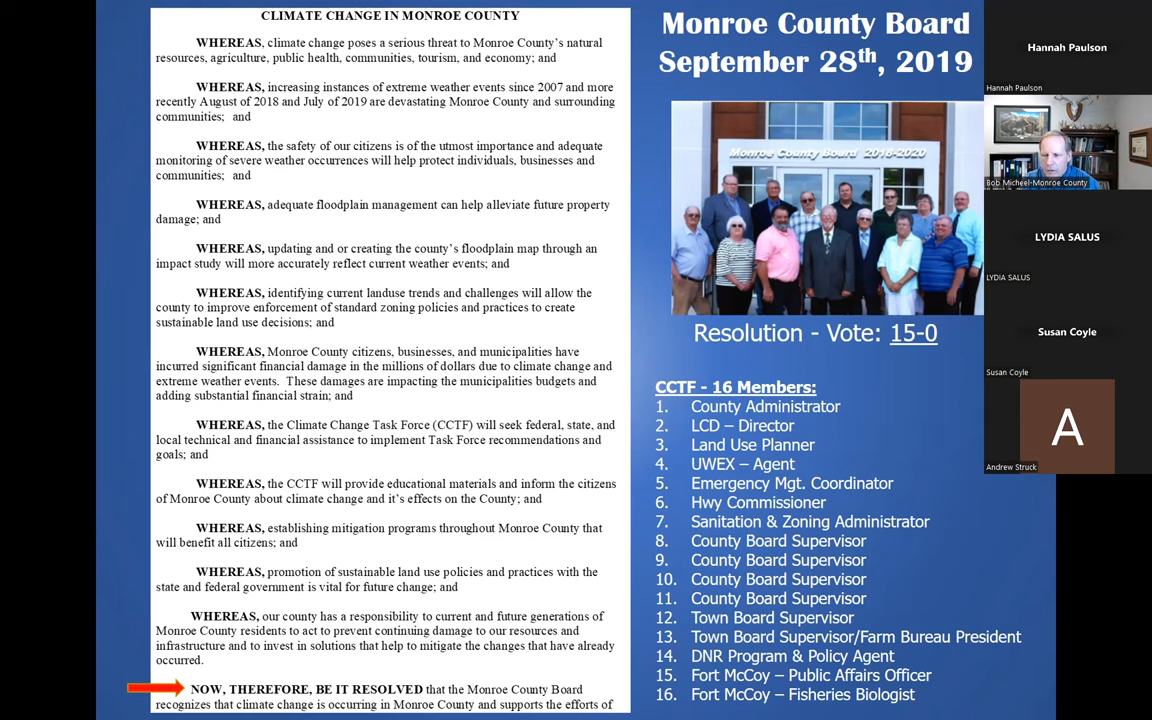 CLIMATE CHANGE IN MONROE COUNTY
WHEREAS, climate change poses a serious threat to Monroe County's natural
resources, agriculture, public health, communities, tourism, and economy; and
WHEREAS, increasing instances of extreme weather events since 2007 and more
recently August of 2018 and July of 2019 are devastating Monroe County and surrounding
communities; and
WHEREAS, the safety of our citizens is of the utmost importance and adequate
monitoring of severe weather occurrences will help protect individuals, businesses and
communities; and
WHEREAS, adequate floodplain management can help alleviate future property
damage; and
WHEREAS, updating and or creating the county's floodplain map through an
impact study will more accurately reflect current weather events; and
WHEREAS, identifying current landuse trends and challenges will allow the
county to improve enforcement of standard zoning policies and practices to create
sustainable land use decisions; and
WHEREAS, Monroe County citizens, businesses, and municipalities have
incurred significant financial damage in the millions of dollars due to climate change and
extreme weather events. These damages are impacting the municipalities budgets and
adding substantial financial strain; and
WHEREAS, the Climate Change Task Force (CCTF) will seek federal, state, and
local technical and financial assistance to implement Task Force recommendations and
goals; and
WHEREAS, the CCTF will provide educational materials and inform the citizens
of Monroe County about climate change and it's effects on the County; and
WHEREAS, establishing mitigation programs throughout Monroe County that
will benefit all citizens; and
WHEREAS, promotion of sustainable land use policies and practices with the
state and federal government is vital for future change; and
WHEREAS, our county has a responsibility to current and future generations of
Monroe County residents to act to prevent continuing damage to our resources and
infrastructure and to invest in solutions that help to mitigate the changes that have already
occurred.
NOW, THEREFORE, BE IT RESOLVED that the Monroe County Board
recognizes that climate change is occurring in Monroe County and supports the efforts of
Monroe County Board
September 28th, 2019
Monroe County Board 2018-2020
Resolution - Vote: 15-0
CCTF - 16 Members:
1. County Administrator
2. LCD – Director
3. Land Use Planner
4. UWEX – Agent
5. Emergency Mgt. Coordinator
6. Hwy Commissioner
7. Sanitation & Zoning Administrator
8. County Board Supervisor
9. County Board Supervisor
10. County Board Supervisor
11. County Board Supervisor
12. Town Board Supervisor
13. Town Board Supervisor/Farm Bureau President
14. DNR Program & Policy Agent
15. Fort McCoy – Public Affairs Officer
16. Fort McCoy – Fisheries Biologist
Hannah Paulson
Hannah Paulson
Bob Micheel-Monroe County
LYDIA SALUS
LYDIA SALUS
Susan Coyle
Susan Coyle
A
Andrew Struck